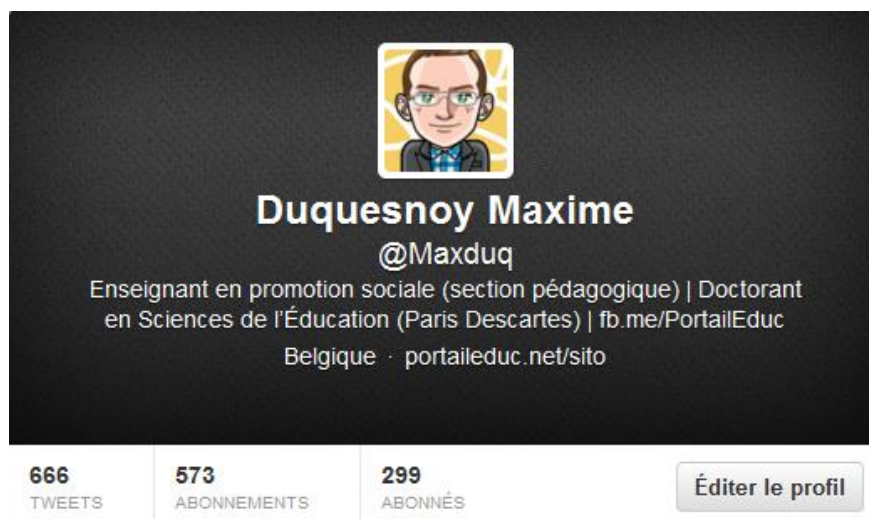 Duquesnoy Maxime
@Maxduq
Enseignant en promotion sociale (section pédagogique) | Doctorant
en Sciences de l'Éducation (Paris Descartes) | fb.me/PortailEduc
Belgique · portaileduc.net/sito
666
TWEETS
573
ABONNEMENTS
299
ABONNÉS
Éditer le profil